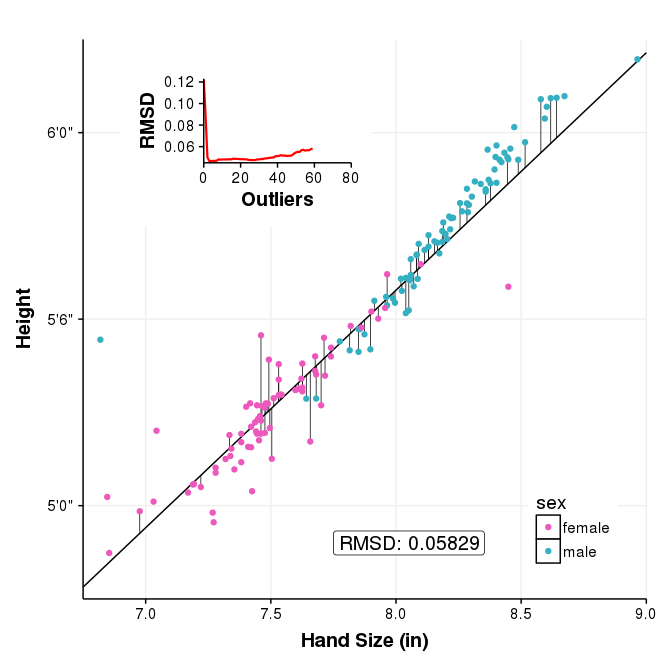 0.12
0.10
0.08
0.06
RMSD
0 20 40 60 80
Outliers
6'0"
5'6"
5'0"
Height
sex
female
male
RMSD: 0.05829
7.0 7.5 8.0 8.5 9.0
Hand Size (in)